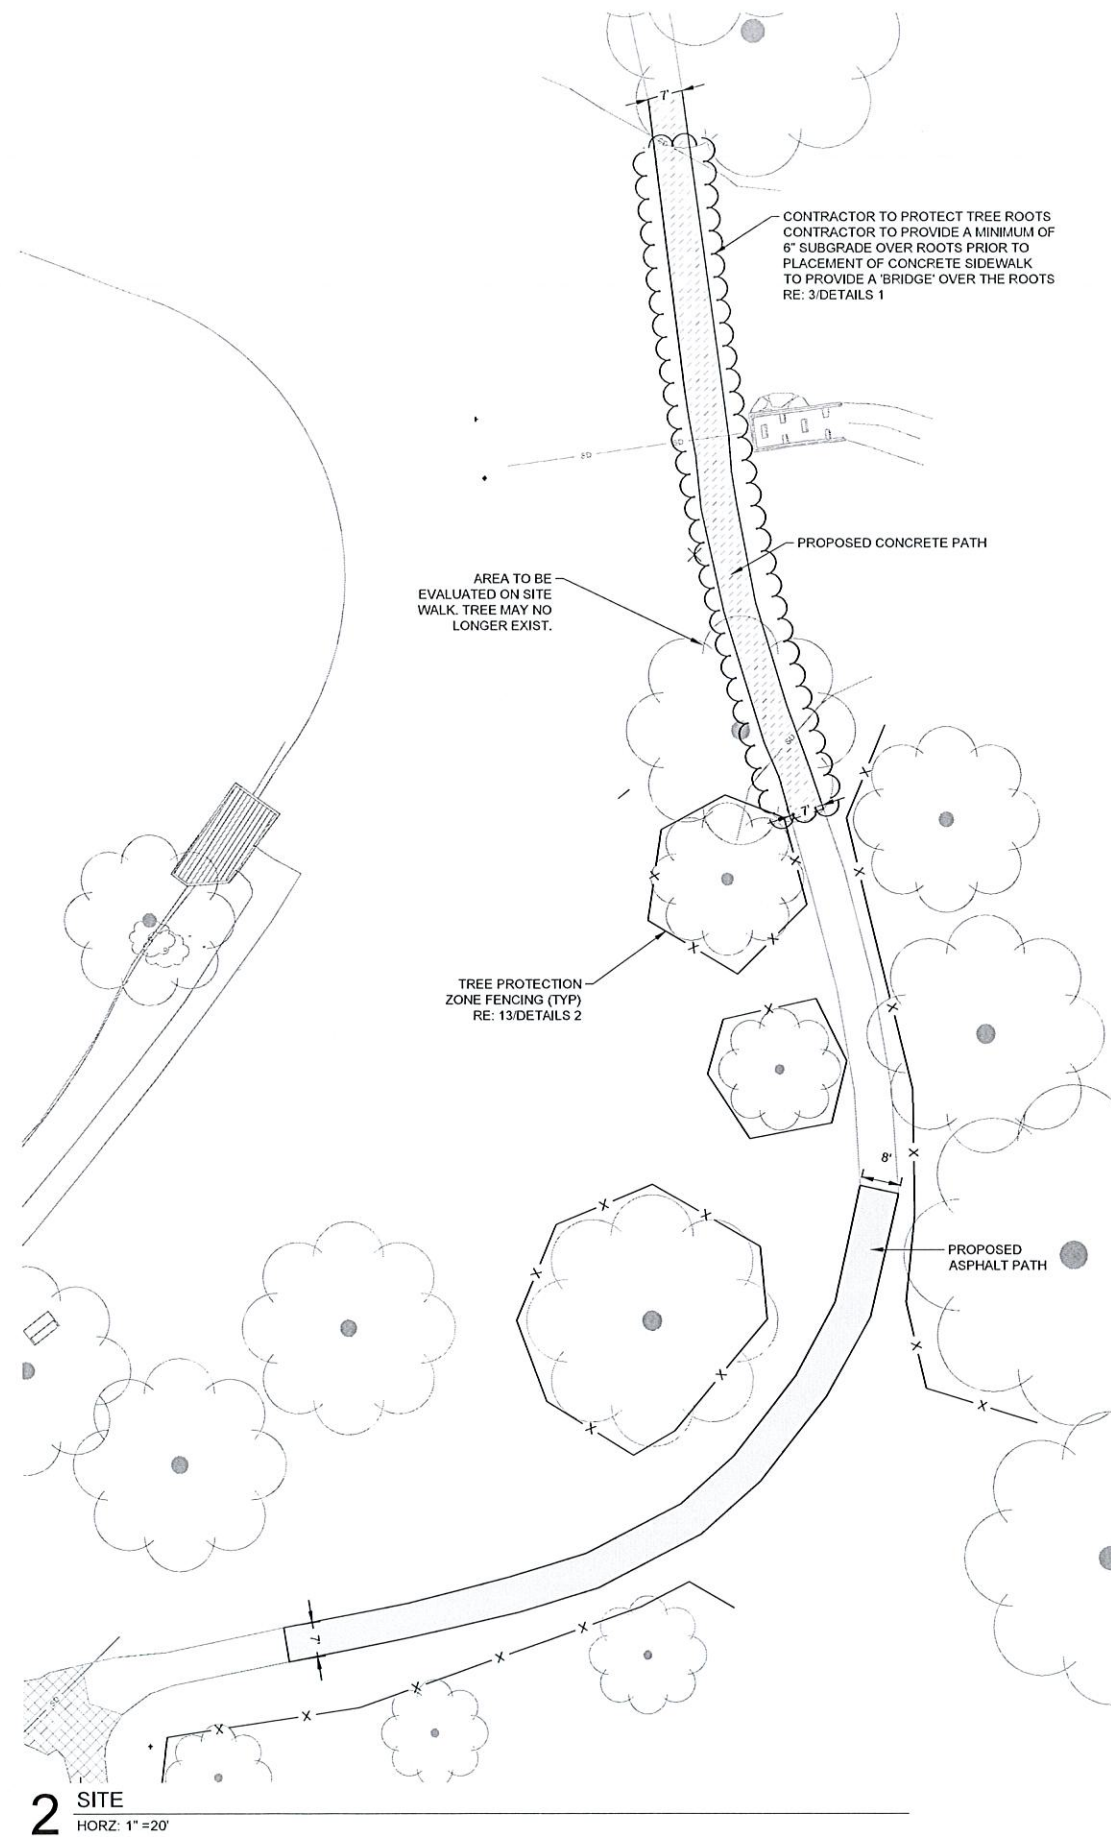 7'
CONTRACTOR TO PROTECT TREE ROOTS
CONTRACTOR TO PROVIDE A MINIMUM OF
6" SUBGRADE OVER ROOTS PRIOR TO
PLACEMENT OF CONCRETE SIDEWALK
TO PROVIDE A 'BRIDGE' OVER THE ROOTS
RE: 3/DETAILS 1
PROPOSED CONCRETE PATH
AREA TO BE
EVALUATED ON SITE
WALK. TREE MAY NO
LONGER EXIST.
7'
TREE PROTECTION
ZONE FENCING (TYP)
RE: 13/DETAILS 2
8'
PROPOSED
ASPHALT PATH
7'
2 SITE
HORZ: 1" =20'